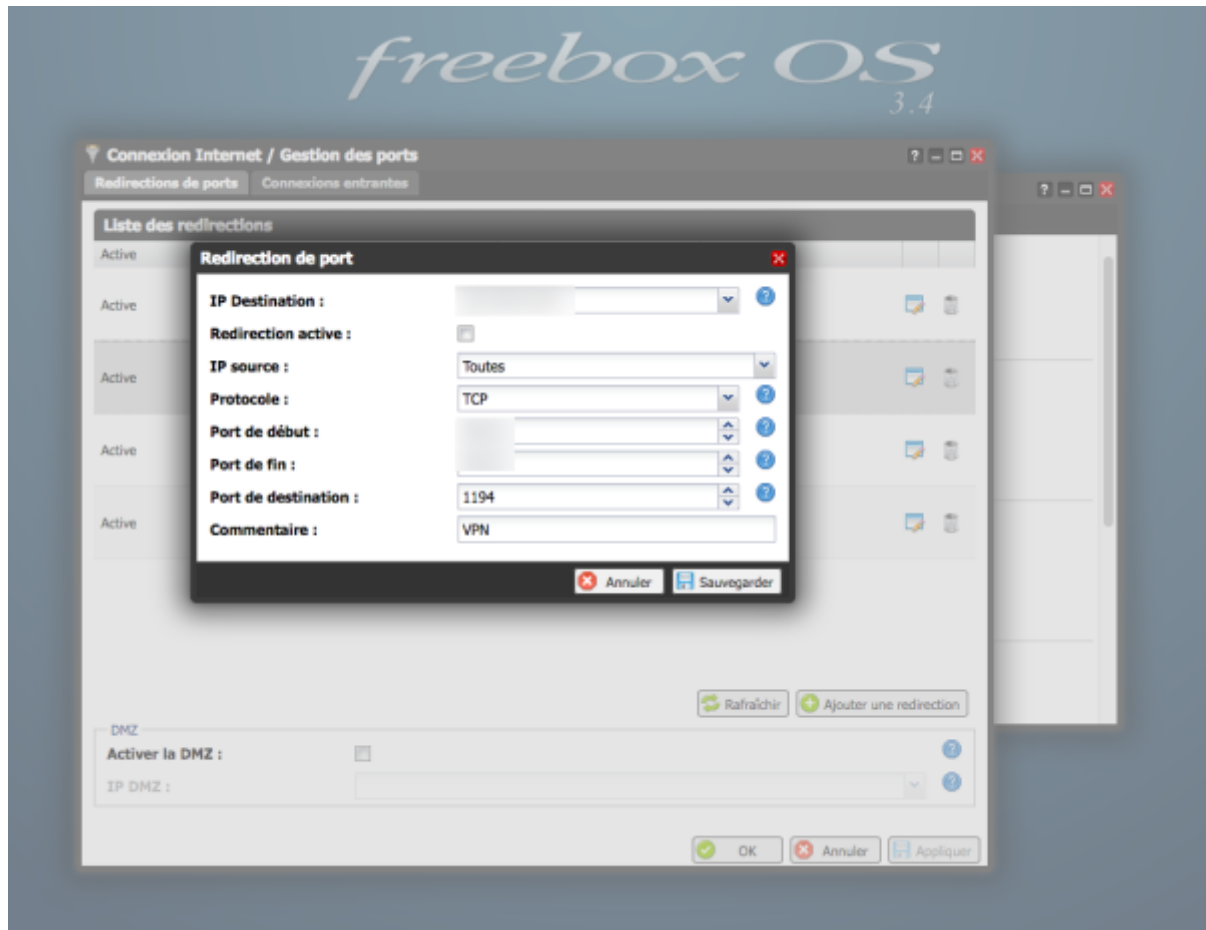 freebox OS
3.4
Connexion Internet / Gestion des ports
Redirections de ports Connexions entrantes
Liste des redirections
Active
Redirection de port
IP Destination :
Active
Redirection active :
IP source : Toutes
Active
Protocole : TCP
Port de début :
Active
Port de fin :
Port de destination : 1194
Active
Commentaire : VPN
Annuler Sauvegarder
Rafraîchir Ajouter une redirection
DMZ
Activer la DMZ :
IP DMZ :
OK Annuler Appliquer